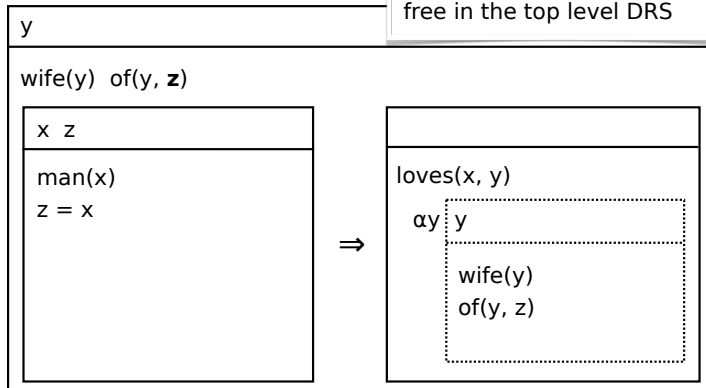 free in the top level DRS
y
wife(y) of(y, z)
x z
man(x)
z = x
⇒
loves(x, y)
αy y
wife(y)
of(y, z)